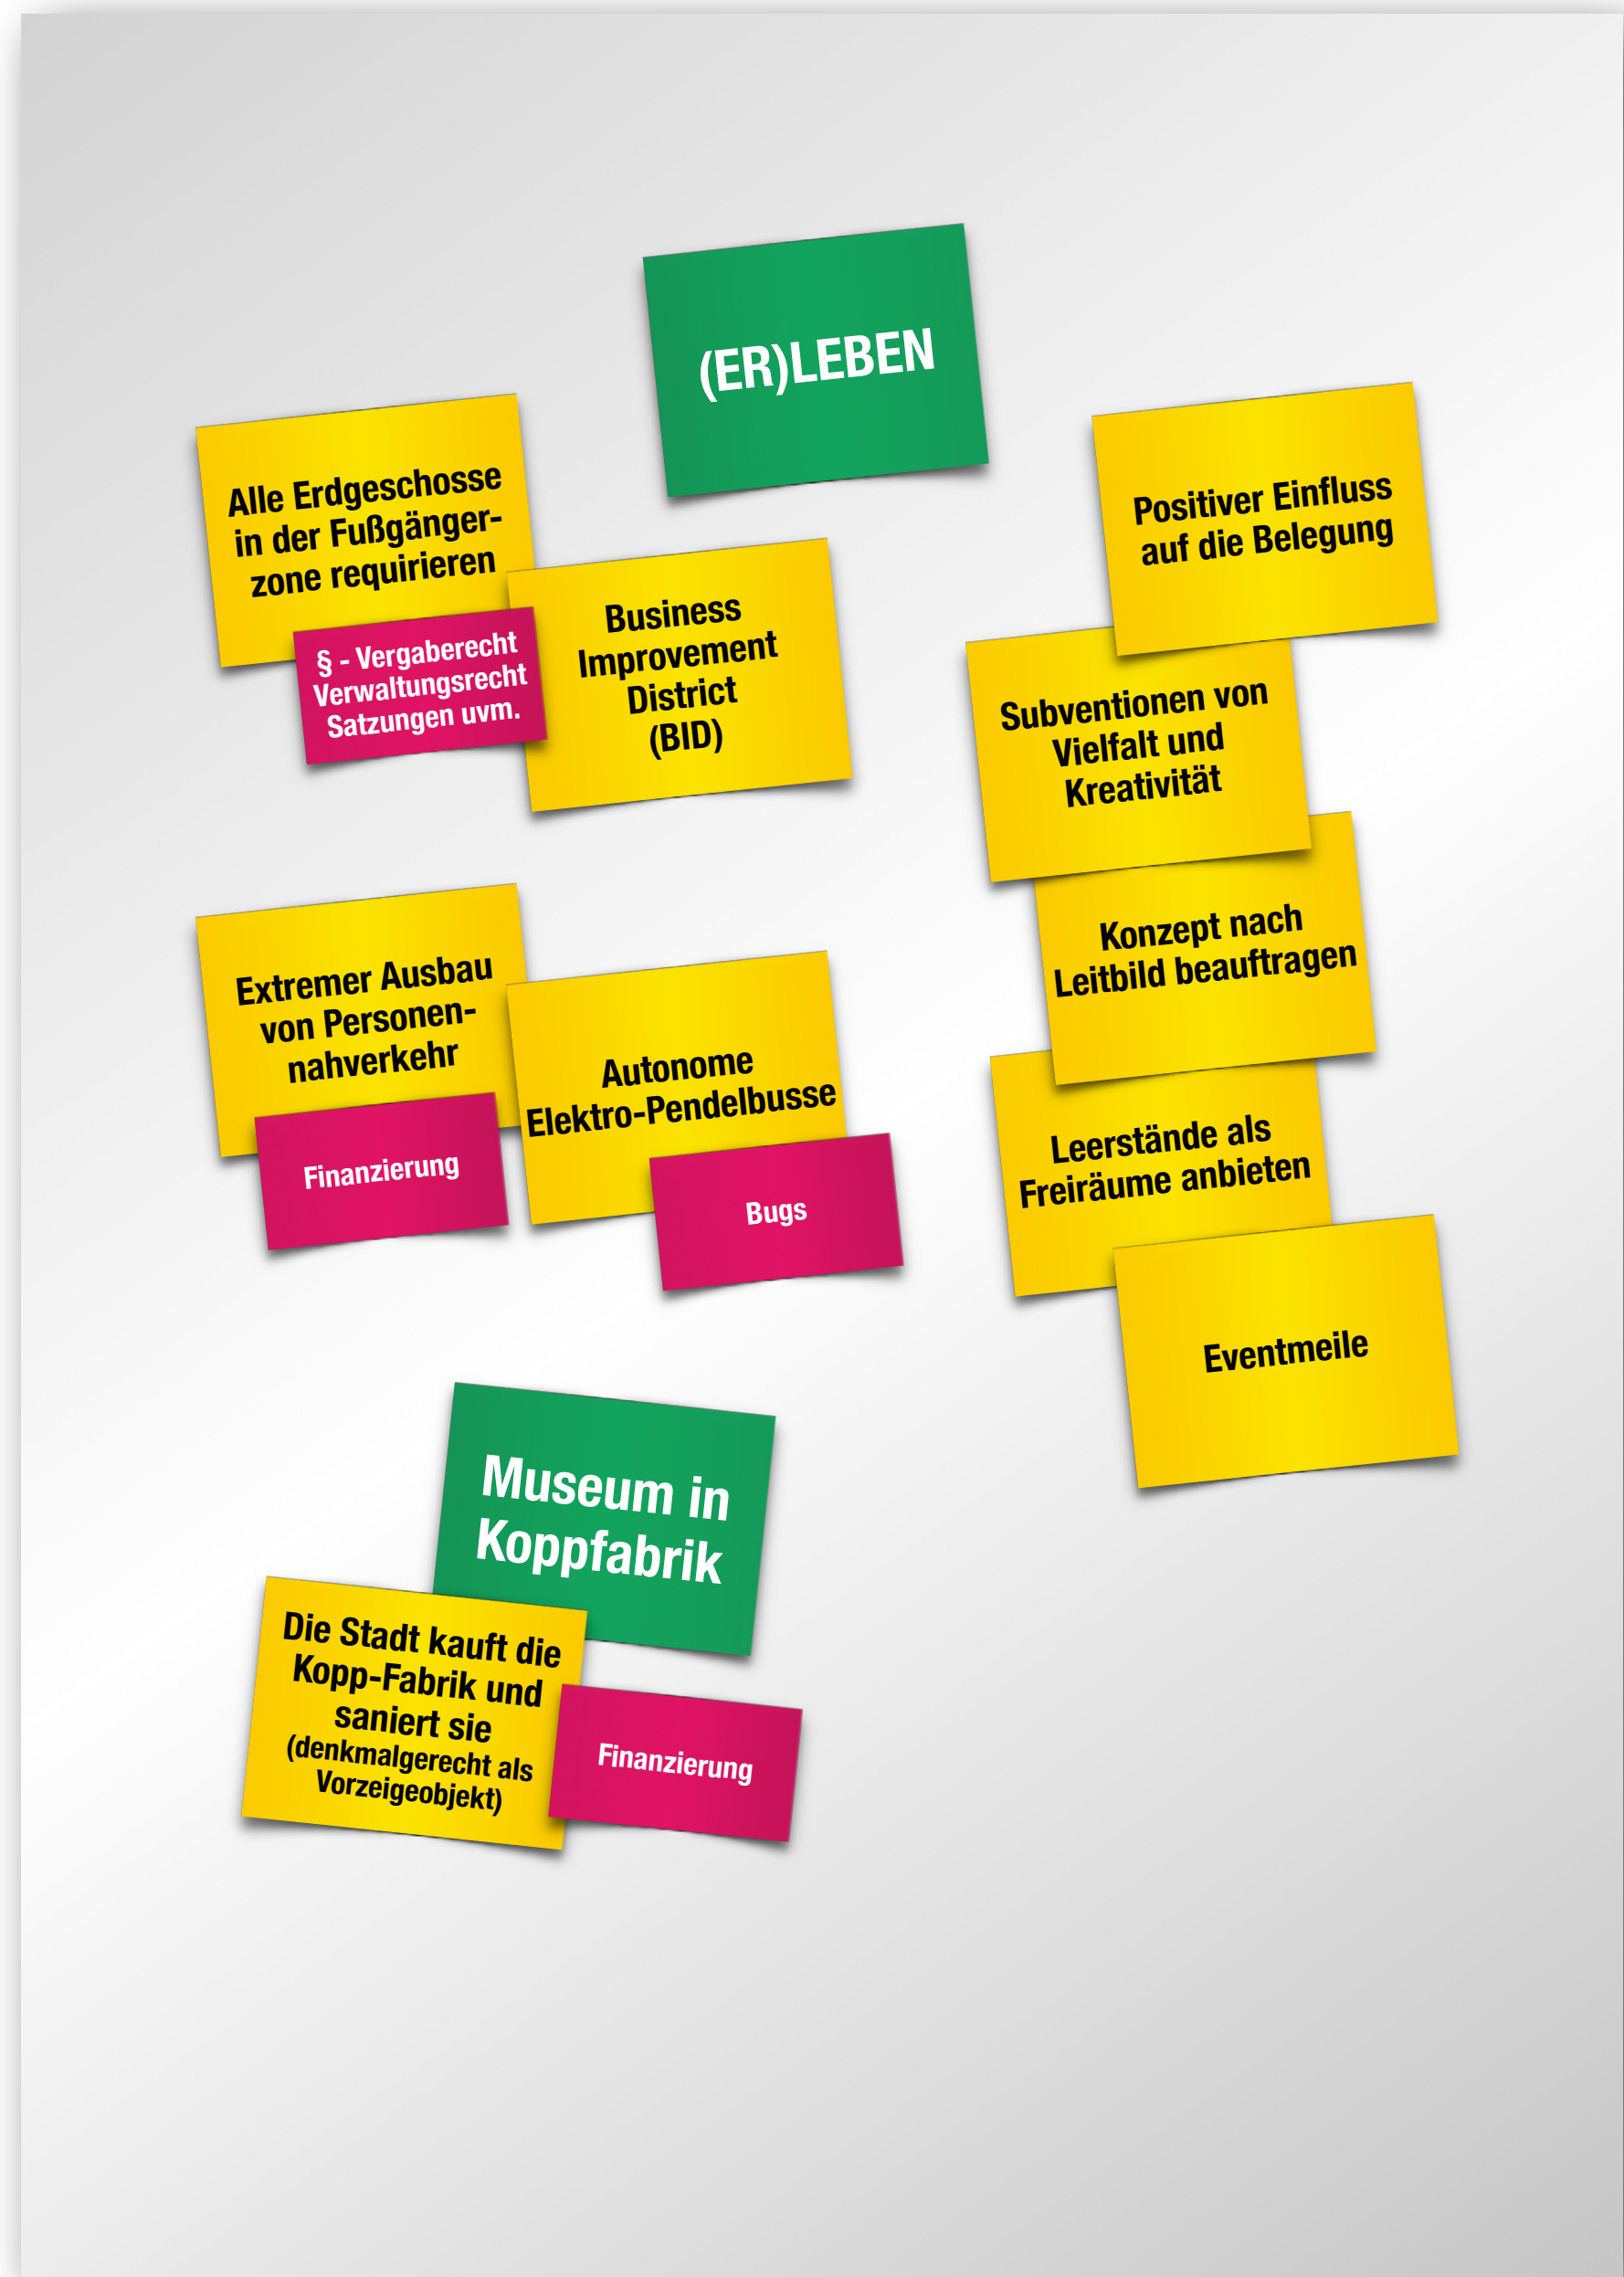 (ER)LEBEN
Alle Erdgeschosse
in der Fußgänger-
zone requirieren
§ - Vergaberecht
Verwaltungsrecht
Satzungen uvm.
Business
Improvement
District
(BID)
Extremer Ausbau
von Personen-
nahverkehr
Finanzierung
Autonome
Elektro-Pendelbusse
Bugs
Positiver Einfluss
auf die Belegung
Subventionen von
Vielfalt und
Kreativität
Konzept nach
Leitbild beauftragen
Leerstände als
Freiräume anbieten
Eventmeile
Museum in
Koppfabrik
Die Stadt kauft die
Kopp-Fabrik und
saniert sie
(denkmalgerecht als
Vorzeigeobjekt)
Finanzierung